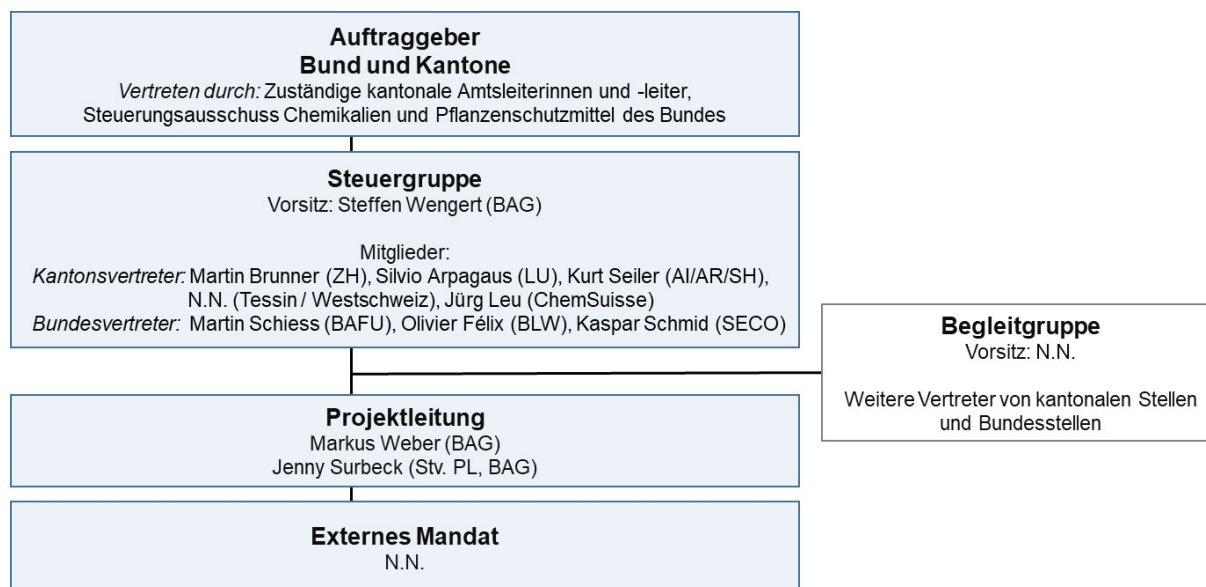 Auftraggeber
Bund und Kantone
Vertreten durch: Zuständige kantonale Amtsleiterinnen und -leiter,
Steuerungsausschuss Chemikalien und Pflanzenschutzmittel des Bundes
Steuergruppe
Vorsitz: Steffen Wengert (BAG)
Mitglieder:
Kantonsvertreter: Martin Brunner (ZH), Silvio Arpagaus (LU), Kurt Seiler (AI/AR/SH),
N.N. (Tessin / Westschweiz), Jürg Leu (ChemSuisse)
Bundesvertreter: Martin Schiess (BAFU), Olivier Félix (BLW), Kaspar Schmid (SECO)
Begleitgruppe
Vorsitz: N.N.
Weitere Vertreter von kantonalen Stellen
und Bundesstellen
Projektleitung
Markus Weber (BAG)
Jenny Surbeck (Stv. PL, BAG)
Externes Mandat
N.N.